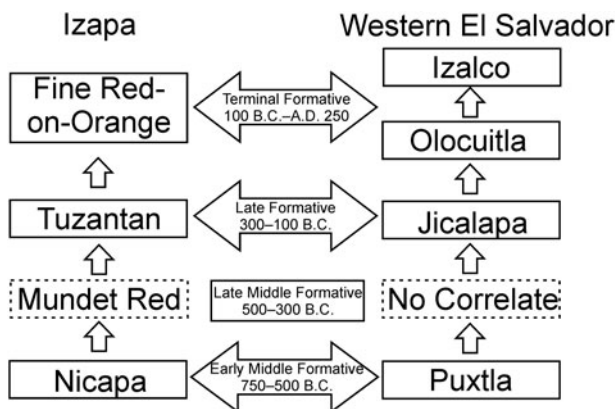 Izapa
Western El Salvador
Fine Red-
on-Orange
Terminal Formative
100 B.C.–A.D. 250
Izalco
Olocuitla
Tuzantan
Late Formative
300–100 B.C.
Jicalapa
Mundet Red
Late Middle Formative
500–300 B.C.
No Correlate
Nicapa
Early Middle Formative
750–500 B.C.
Puxtla